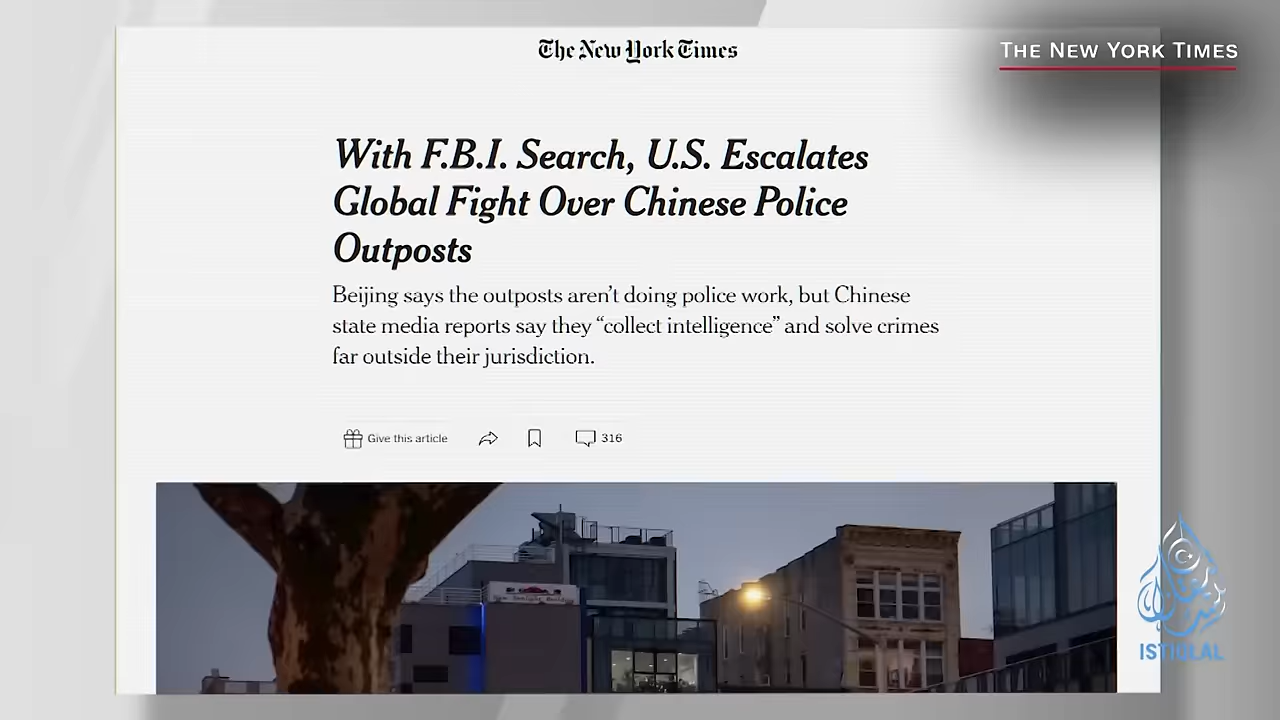 The New York Times
THE NEW YORK TIMES
With F.B.I. Search, U.S. Escalates
Global Fight Over Chinese Police
Outposts
Beijing says the outposts aren’t doing police work, but Chinese
state media reports say they “collect intelligence” and solve crimes
far outside their jurisdiction.
Give this article
316
ISTIQLAL